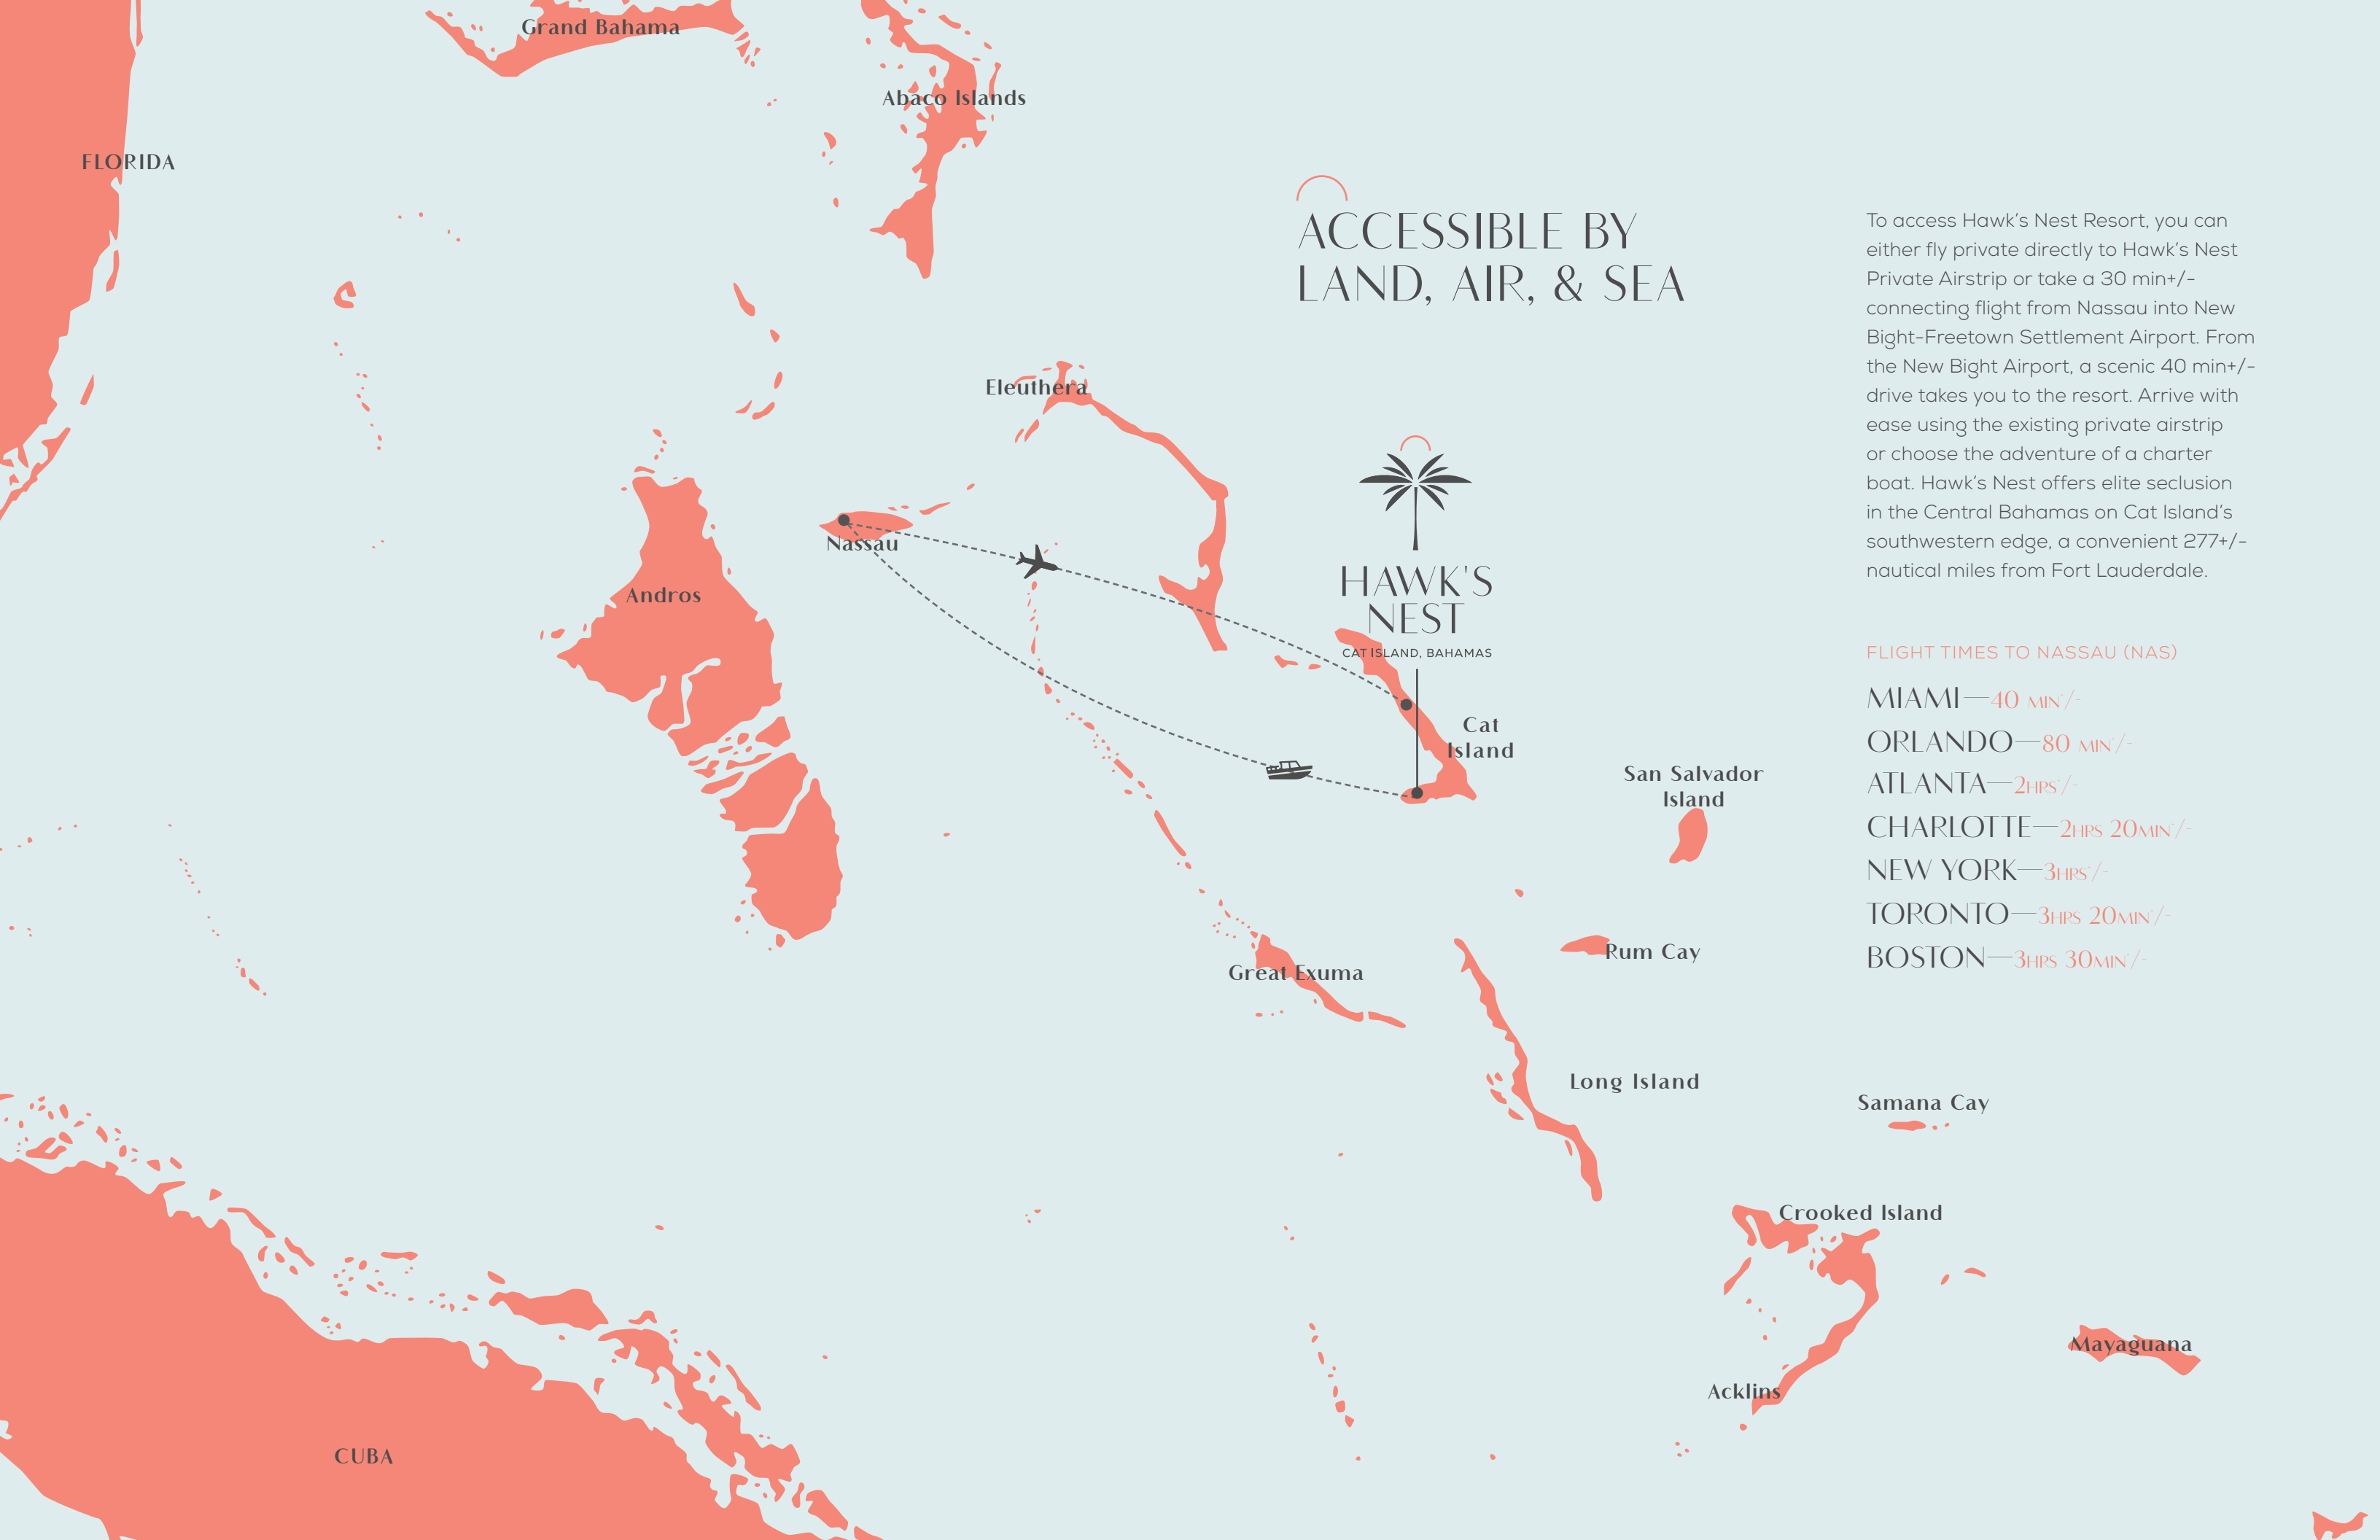 Grand Bahama
Abaco Islands
FLORIDA
ACCESSIBLE BY
LAND, AIR, & SEA
To access Hawk's Nest Resort, you can
either fly private directly to Hawk's Nest
Private Airstrip or take a 30 min+/-
connecting flight from Nassau into New
Bight-Freetown Settlement Airport. From
the New Bight Airport, a scenic 40 min+/-
drive takes you to the resort. Arrive with
ease using the existing private airstrip
or choose the adventure of a charter
boat. Hawk's Nest offers elite seclusion
in the Central Bahamas on Cat Island's
southwestern edge, a convenient 277+/-
nautical miles from Fort Lauderdale.
FLIGHT TIMES TO NASSAU (NAS)
MIAMI—40 MIN+/-
ORLANDO—80 MIN+/-
ATLANTA—2HRS+/-
CHARLOTTE—2HRS 20MIN+/-
NEW YORK—3HRS+/-
TORONTO—3HRS 20MIN+/-
BOSTON—3HRS 30MIN+/-
Eleuthera
Nassau
Andros
HAWK'S
NEST
CAT ISLAND, BAHAMAS
Cat
Island
San Salvador
Island
Rum Cay
Great Exuma
Long Island
Samana Cay
Crooked Island
Mayaguana
Acklins
CUBA